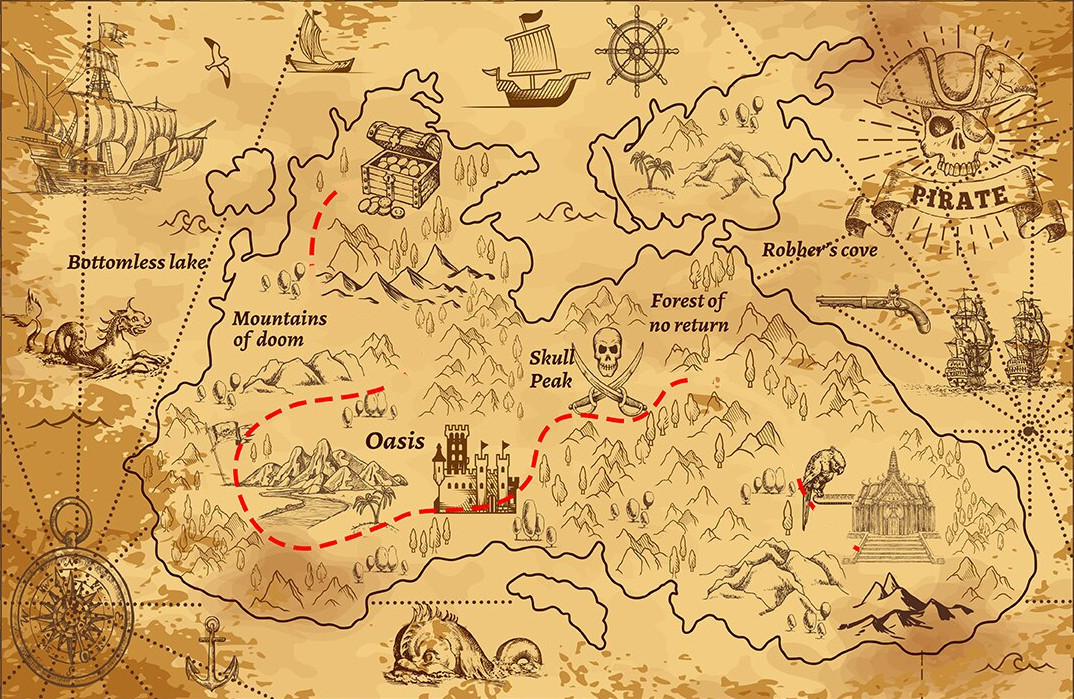 PIRATE
Robber's cove
Bottomless lake
Forest of
no return
Mountains
of doom
Skull
Peak
Oasis